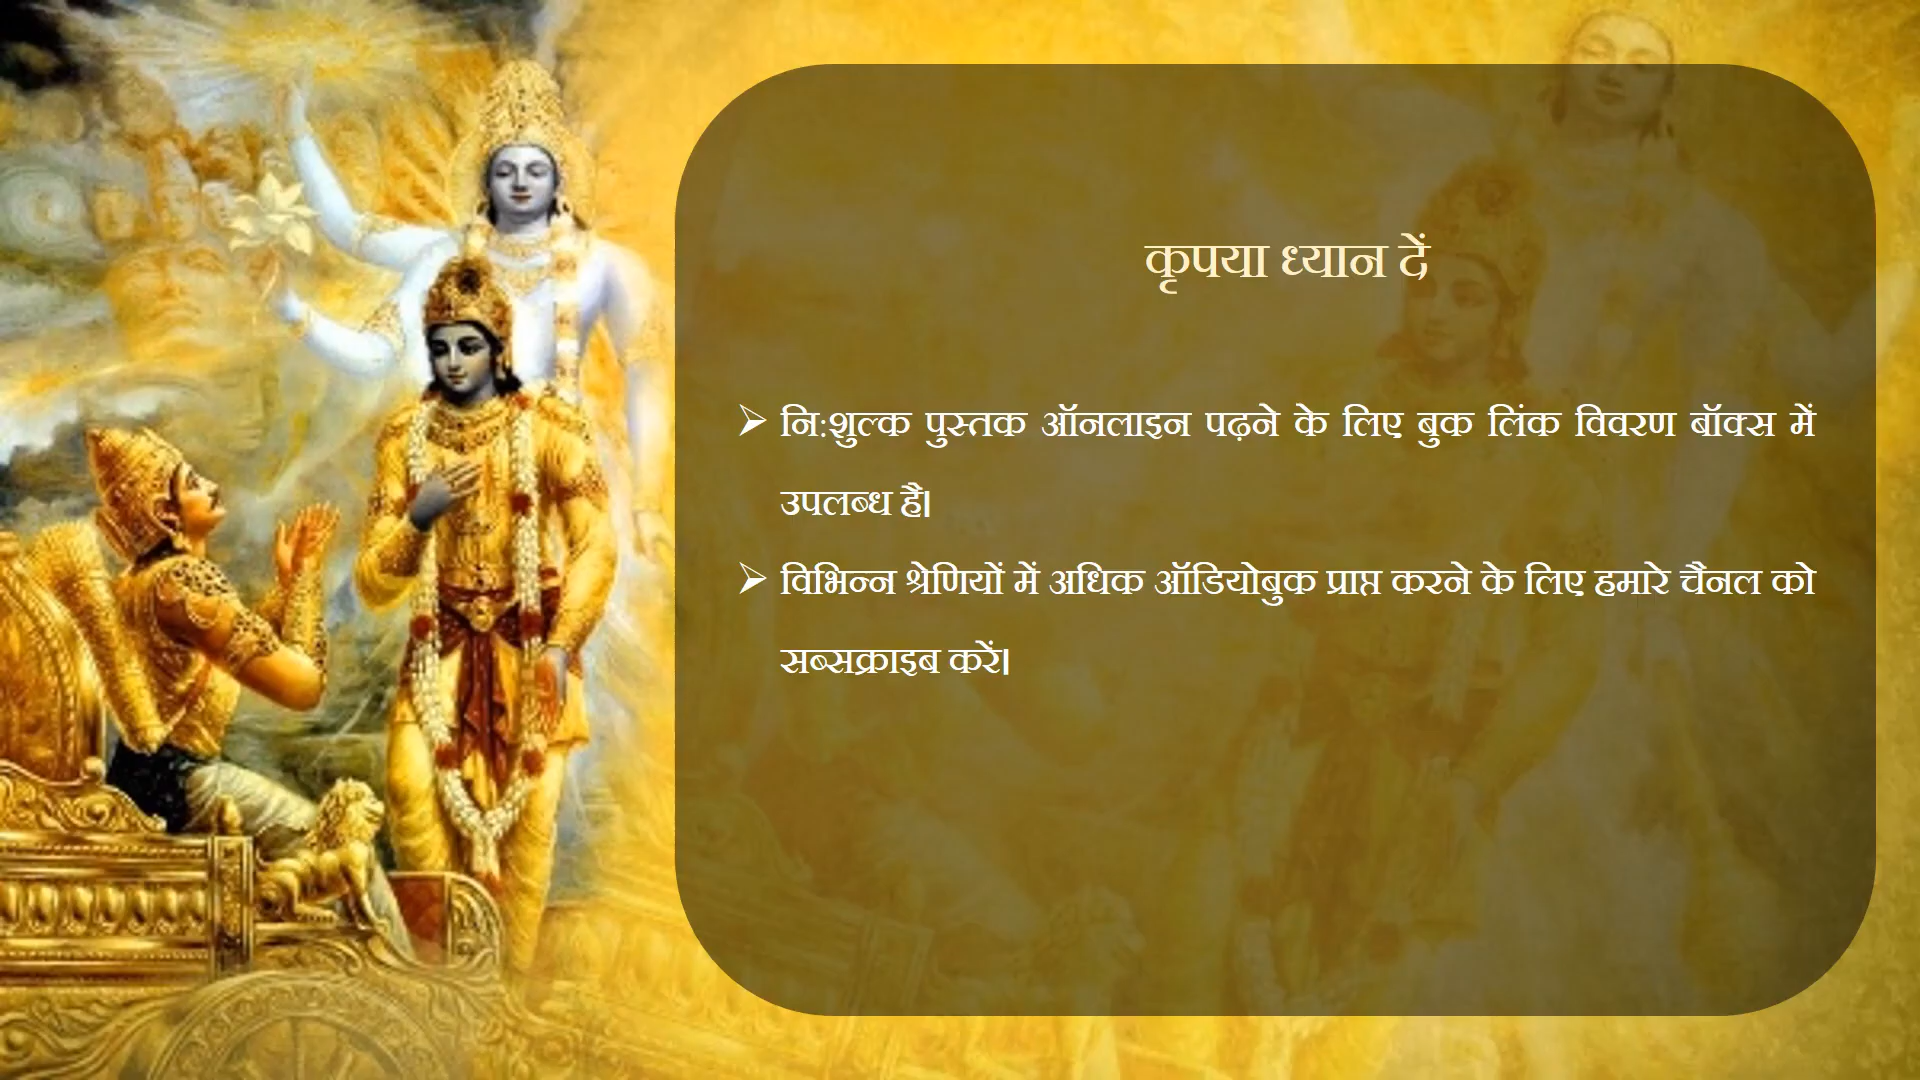 कृपया ध्यान दें
➢ नि:शुल्क पुस्तक ऑनलाइन पढ़ने के लिए बुक लिंक विवरण बॉक्स में
उपलब्ध है।
➢ विभिन्न श्रेणियों में अधिक ऑडियोबुक प्राप्त करने के लिए हमारे चैनल को
सब्सक्राइब करें।